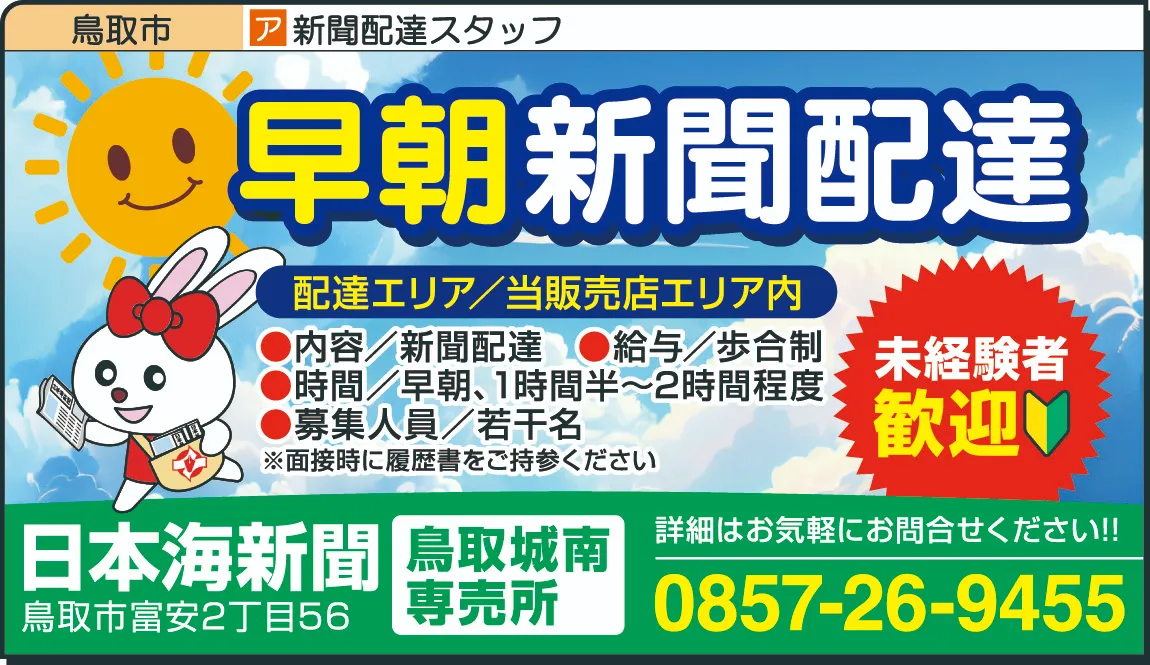 鳥取市
ア 新聞配達スタッフ
早朝新聞配達
配達エリア／当販売店エリア内
●内容／新聞配達 ●給与／歩合制
●時間／早朝、1時間半〜2時間程度
●募集人員／若干名
※面接時に履歴書をご持参ください
未経験者
歓迎
日本海新聞
鳥取市富安2丁目56
鳥取城南
専売所
詳細はお気軽にお問合せください!!
0857-26-9455